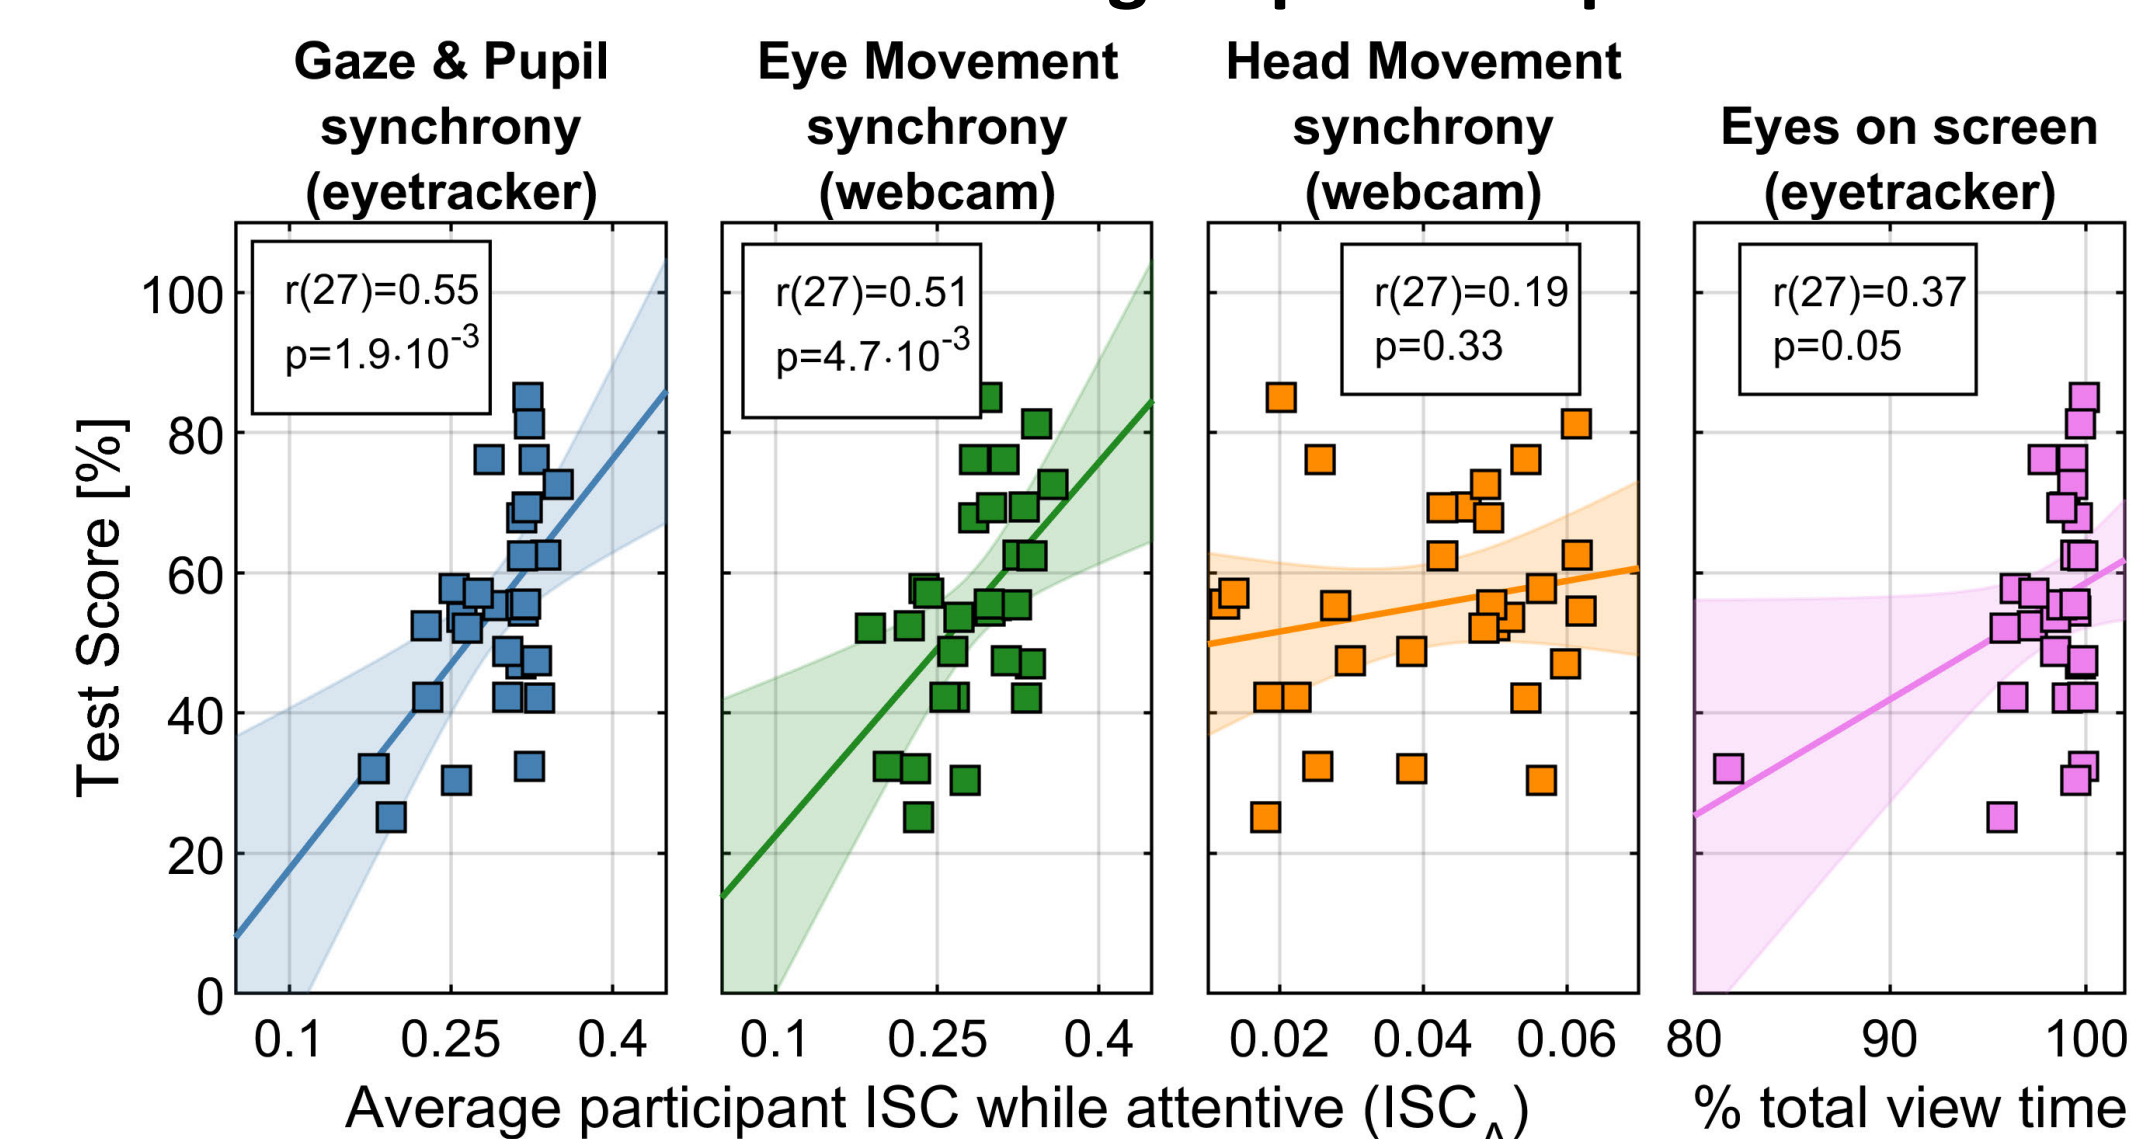 Gaze & Pupil
synchrony
(eyetracker)
Eye Movement
synchrony
(webcam)
Head Movement
synchrony
(webcam)
Eyes on screen
(eyetracker)
r(27)=0.55
p=1.9·10⁻³
r(27)=0.51
p=4.7·10⁻³
r(27)=0.19
p=0.33
r(27)=0.37
p=0.05
Test Score [%]
100
80
60
40
20
0
0.1 0.25 0.4
0.1 0.25 0.4
0.02 0.04 0.06
80 90 100
Average participant ISC while attentive (ISC_A)
% total view time